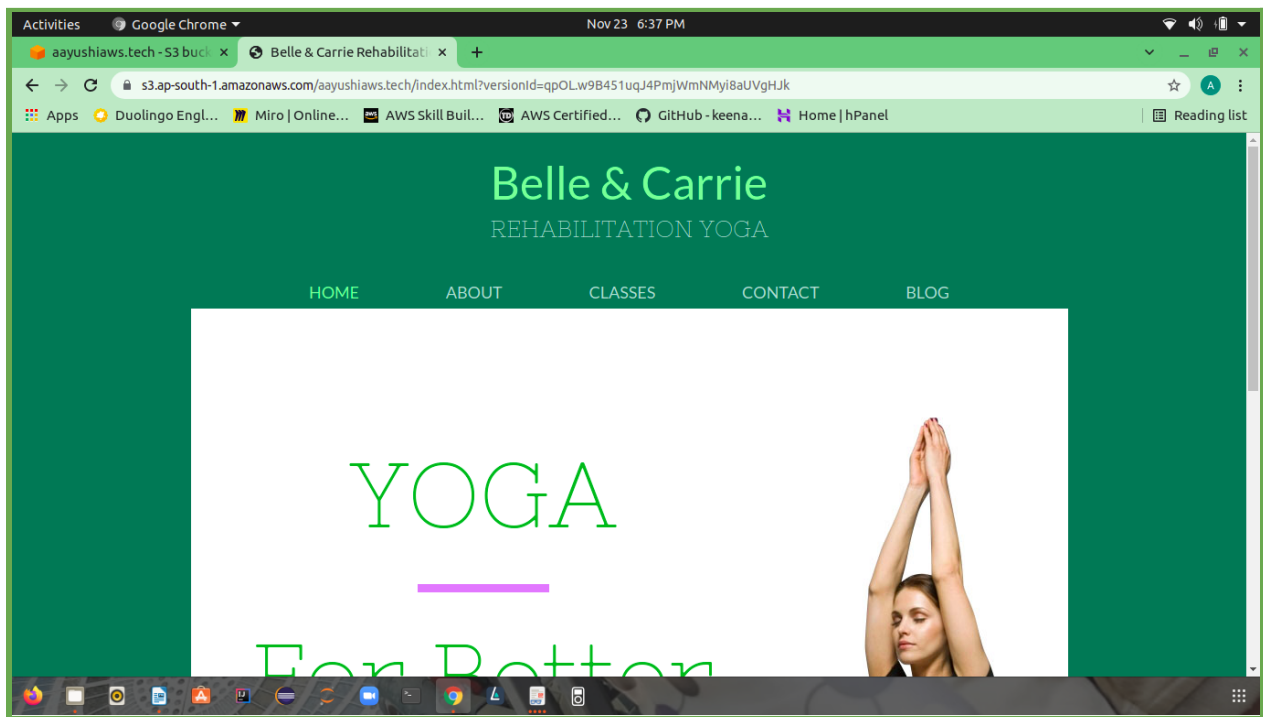 Activities Google Chrome Nov 23 6:37 PM
aayushiaws.tech - S3 buck Belle & Carrie Rehabilitati
s3.ap-south-1.amazonaws.com/aayushiaws.tech/index.html?versionId=qpOL.w9B451uqJ4PmjWmNMyi8aUVgHJk A
Apps Duolingo Engl... Miro | Online... AWS Skill Buil... AWS Certified... GitHub - keena... Home | hPanel Reading list
Belle & Carrie
REHABILITATION YOGA
HOME ABOUT CLASSES CONTACT BLOG
YOGA
For Better